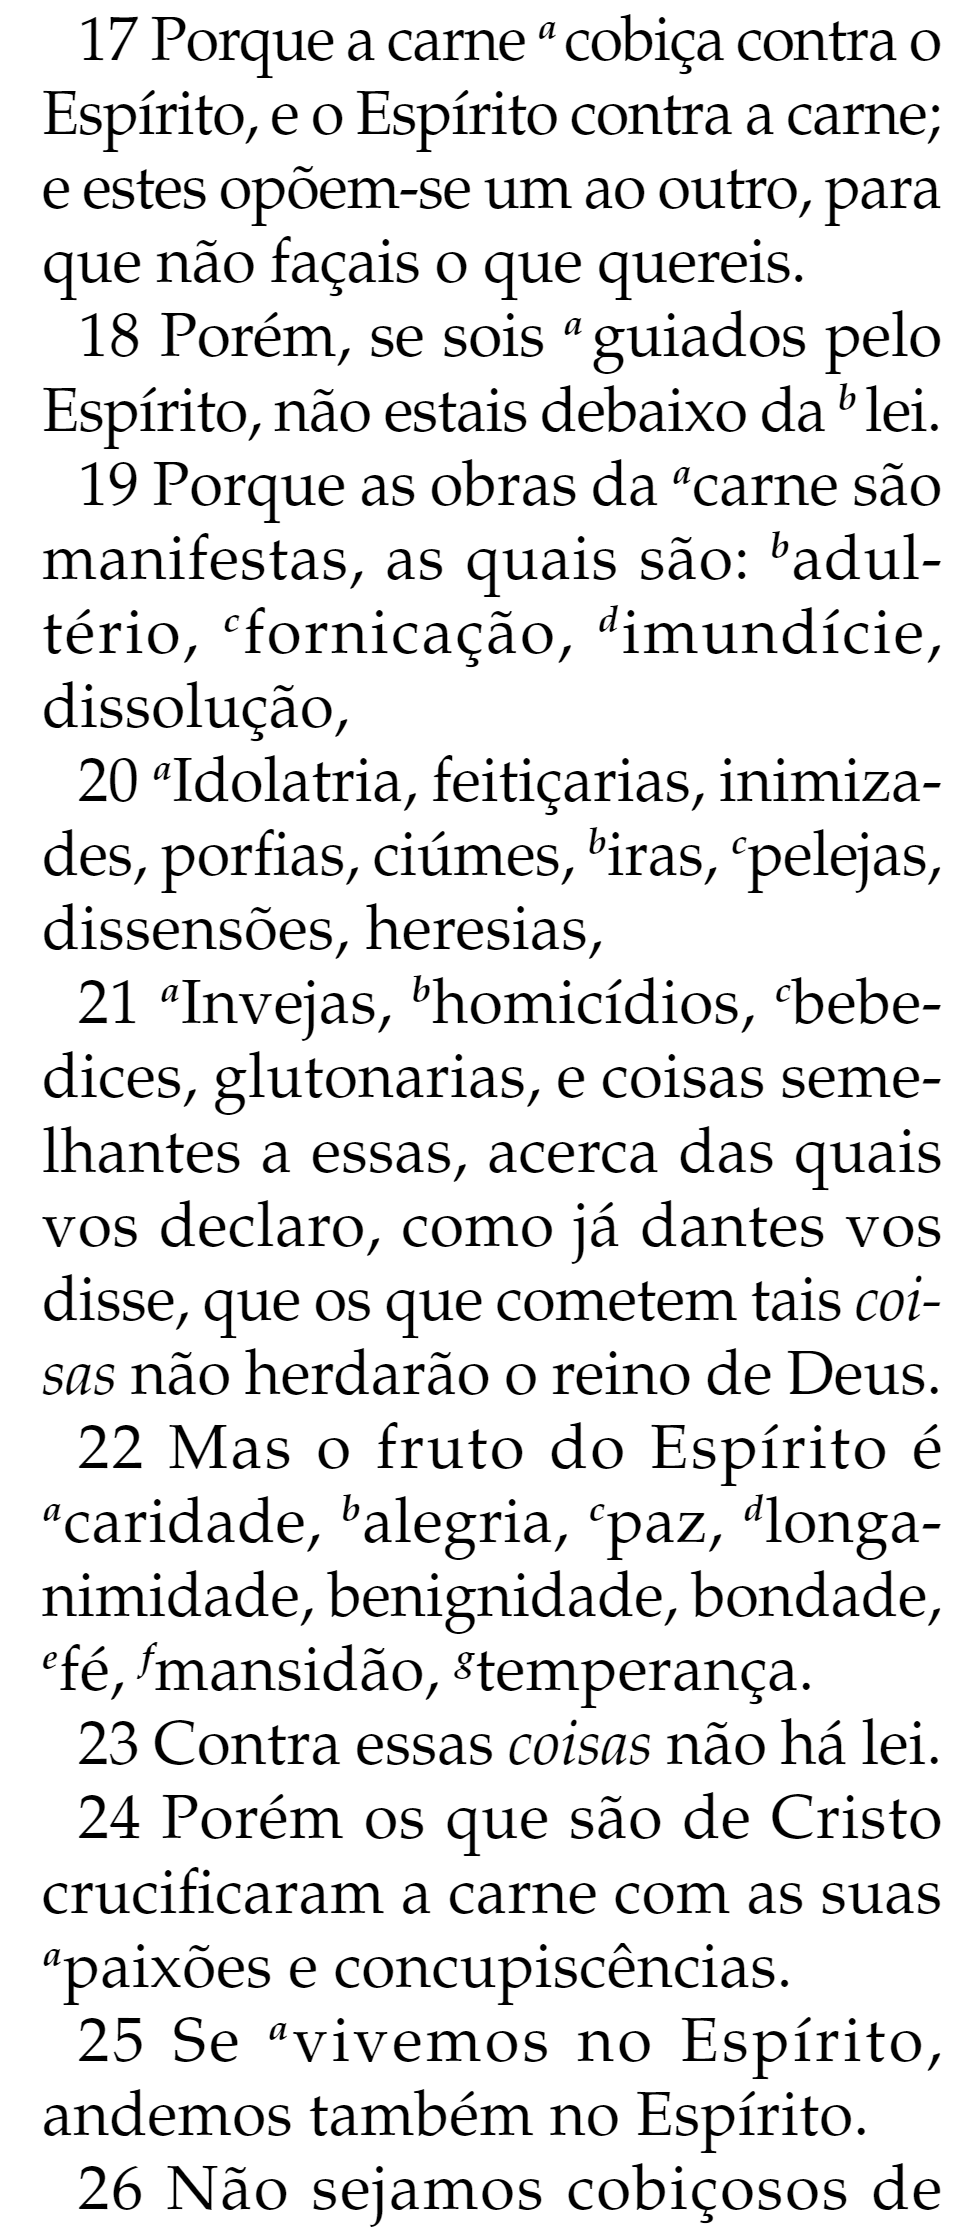 17 Porque a carne ᵃcobiça contra o
Espírito, e o Espírito contra a carne;
e estes opõem-se um ao outro, para
que não façais o que quereis.
18 Porém, se sois ᵃguiados pelo
Espírito, não estais debaixo da ᵇlei.
19 Porque as obras da ᵃcarne são
manifestas, as quais são: ᵇadul-
tério, ᶜfornicação, ᵈimundície,
dissolução,
20 ᵃIdolatria, feitiçarias, inimiza-
des, porfias, ciúmes, ᵇiras, ᶜpelejas,
dissensões, heresias,
21 ᵃInvejas, ᵇhomicídios, ᶜbebe-
dices, glutonarias, e coisas seme-
lhantes a essas, acerca das quais
vos declaro, como já dantes vos
disse, que os que cometem tais coi-
sas não herdarão o reino de Deus.
22 Mas o fruto do Espírito é
ᵃcaridade, ᵇalegria, ᶜpaz, ᵈlonga-
nimidade, benignidade, bondade,
ᵉfé, ᶠmansidão, ᵍtemperança.
23 Contra essas coisas não há lei.
24 Porém os que são de Cristo
crucificaram a carne com as suas
ᵃpaixões e concupiscências.
25 Se ᵃvivemos no Espírito,
andemos também no Espírito.
26 Não sejamos cobiçosos de